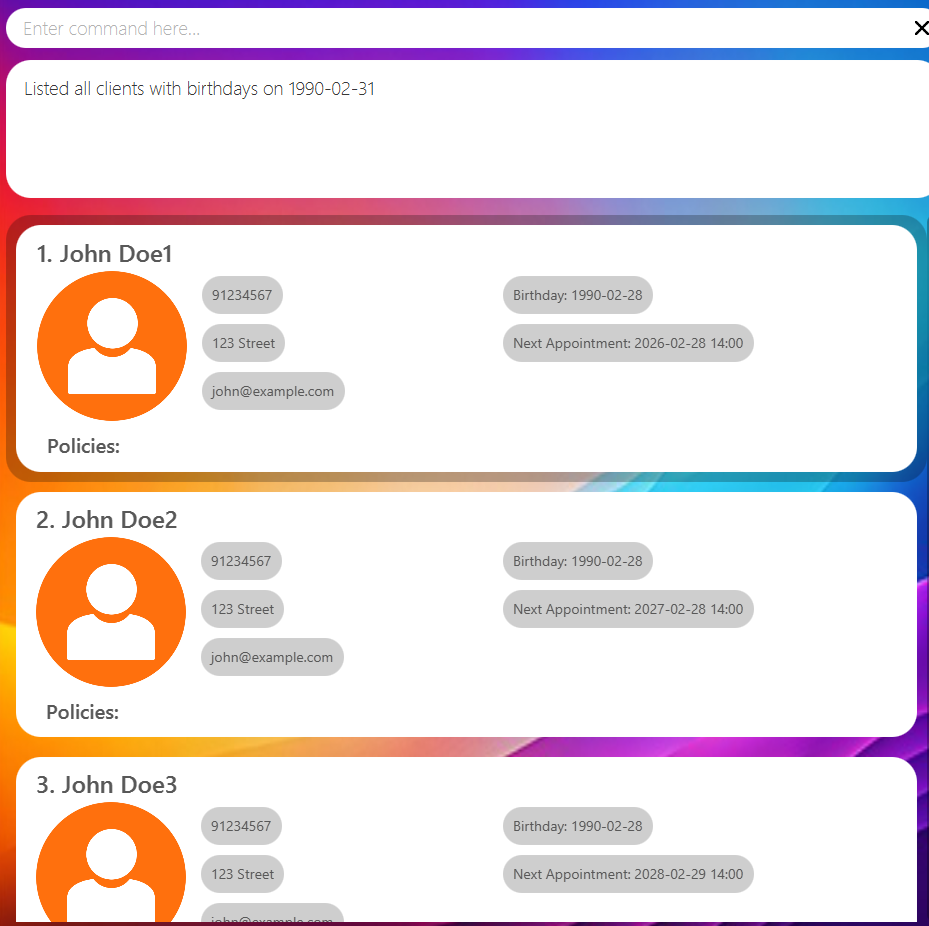 Enter command here...
Listed all clients with birthdays on 1990-02-31
1. John Doe1
91234567
Birthday: 1990-02-28
123 Street
Next Appointment: 2026-02-28 14:00
john@example.com
Policies:
2. John Doe2
91234567
Birthday: 1990-02-28
123 Street
Next Appointment: 2027-02-28 14:00
john@example.com
Policies:
3. John Doe3
91234567
Birthday: 1990-02-28
123 Street
Next Appointment: 2028-02-29 14:00
john@example.com